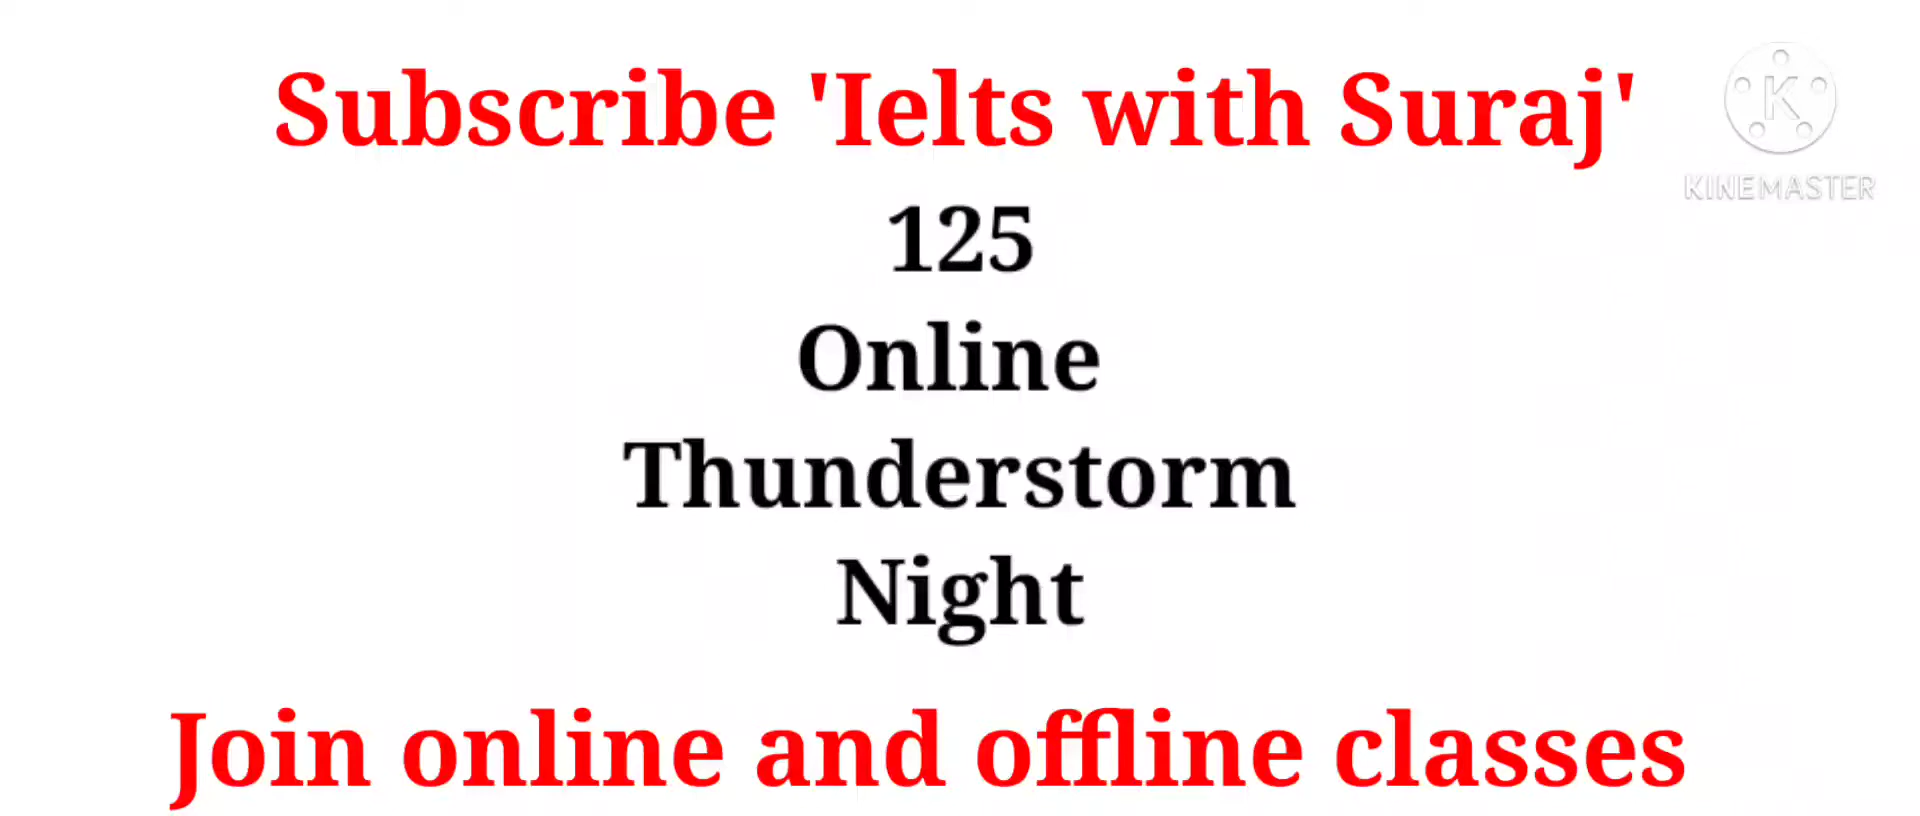 Subscribe 'Ielts with Suraj'
KINEMASTER
125
Online
Thunderstorm
Night
Join online and offline classes